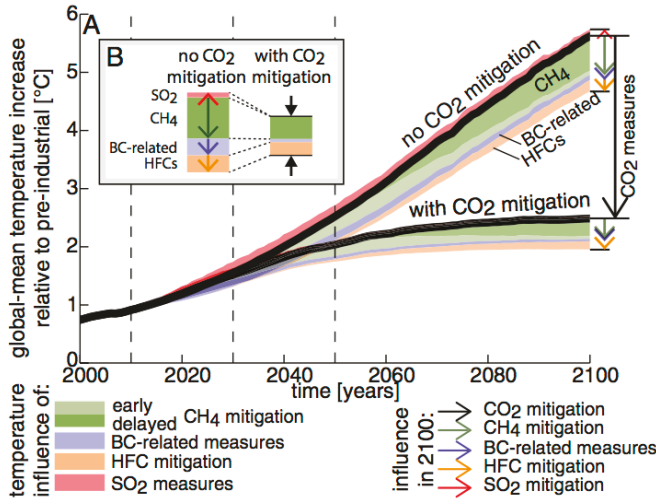 A
B
no CO2
mitigation
with CO2
mitigation
SO2
CH4
BC-related
HFCs
global-mean temperature increase
relative to pre-industrial [°C]
6
5
4
3
2
1
0
no CO2 mitigation
CH4
BC-related
HFCs
CO2 measures
with CO2 mitigation
2000
2020
2040
2060
2080
2100
time [years]
temperature
influence of:
early
delayed
CH4 mitigation
BC-related measures
HFC mitigation
SO2 measures
influence
in 2100:
CO2 mitigation
CH4 mitigation
BC-related measures
HFC mitigation
SO2 mitigation